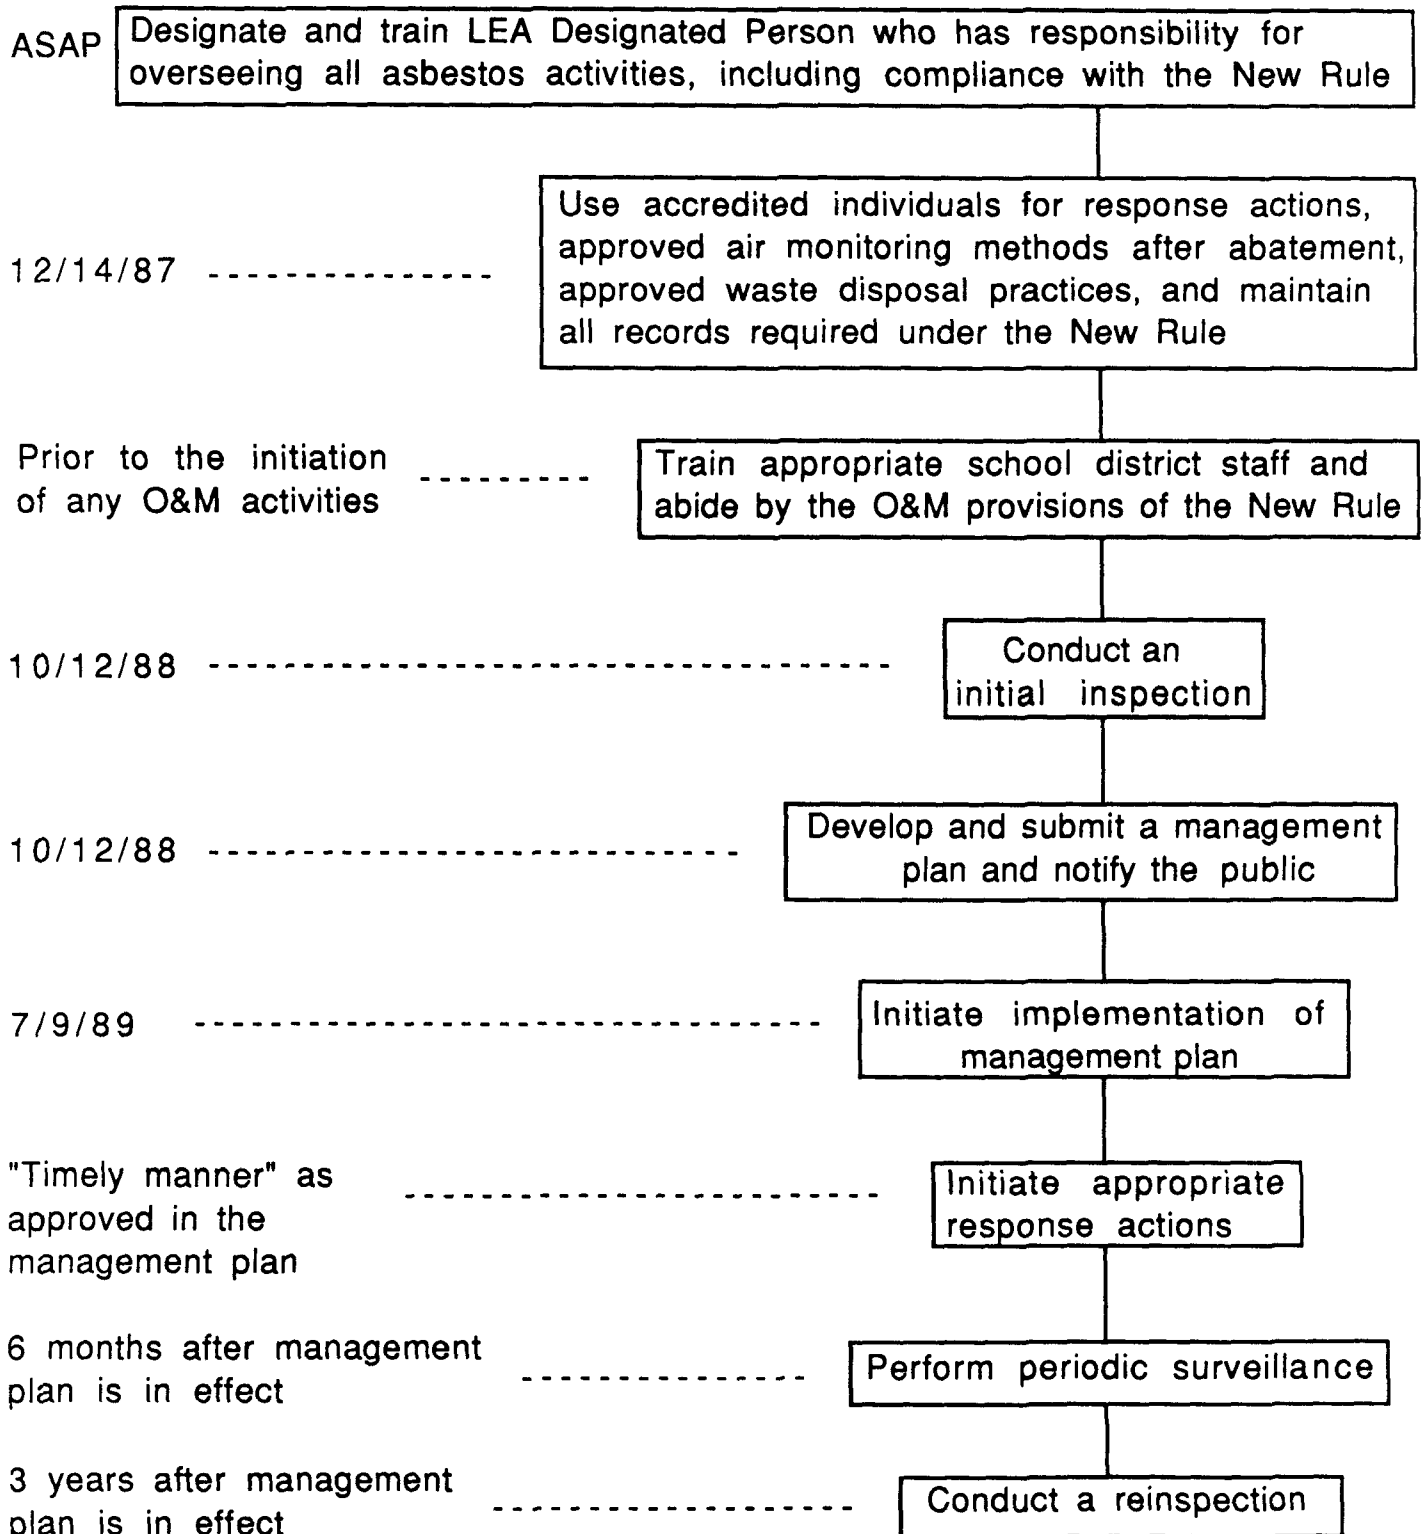 ASAP
Designate and train LEA Designated Person who has responsibility for
overseeing all asbestos activities, including compliance with the New Rule
12/14/87
Use accredited individuals for response actions,
approved air monitoring methods after abatement,
approved waste disposal practices, and maintain
all records required under the New Rule
Prior to the initiation
of any O&M activities
Train appropriate school district staff and
abide by the O&M provisions of the New Rule
10/12/88
Conduct an
initial inspection
10/12/88
Develop and submit a management
plan and notify the public
7/9/89
Initiate implementation of
management plan
"Timely manner" as
approved in the
management plan
Initiate appropriate
response actions
6 months after management
plan is in effect
Perform periodic surveillance
3 years after management
plan is in effect
Conduct a reinspection